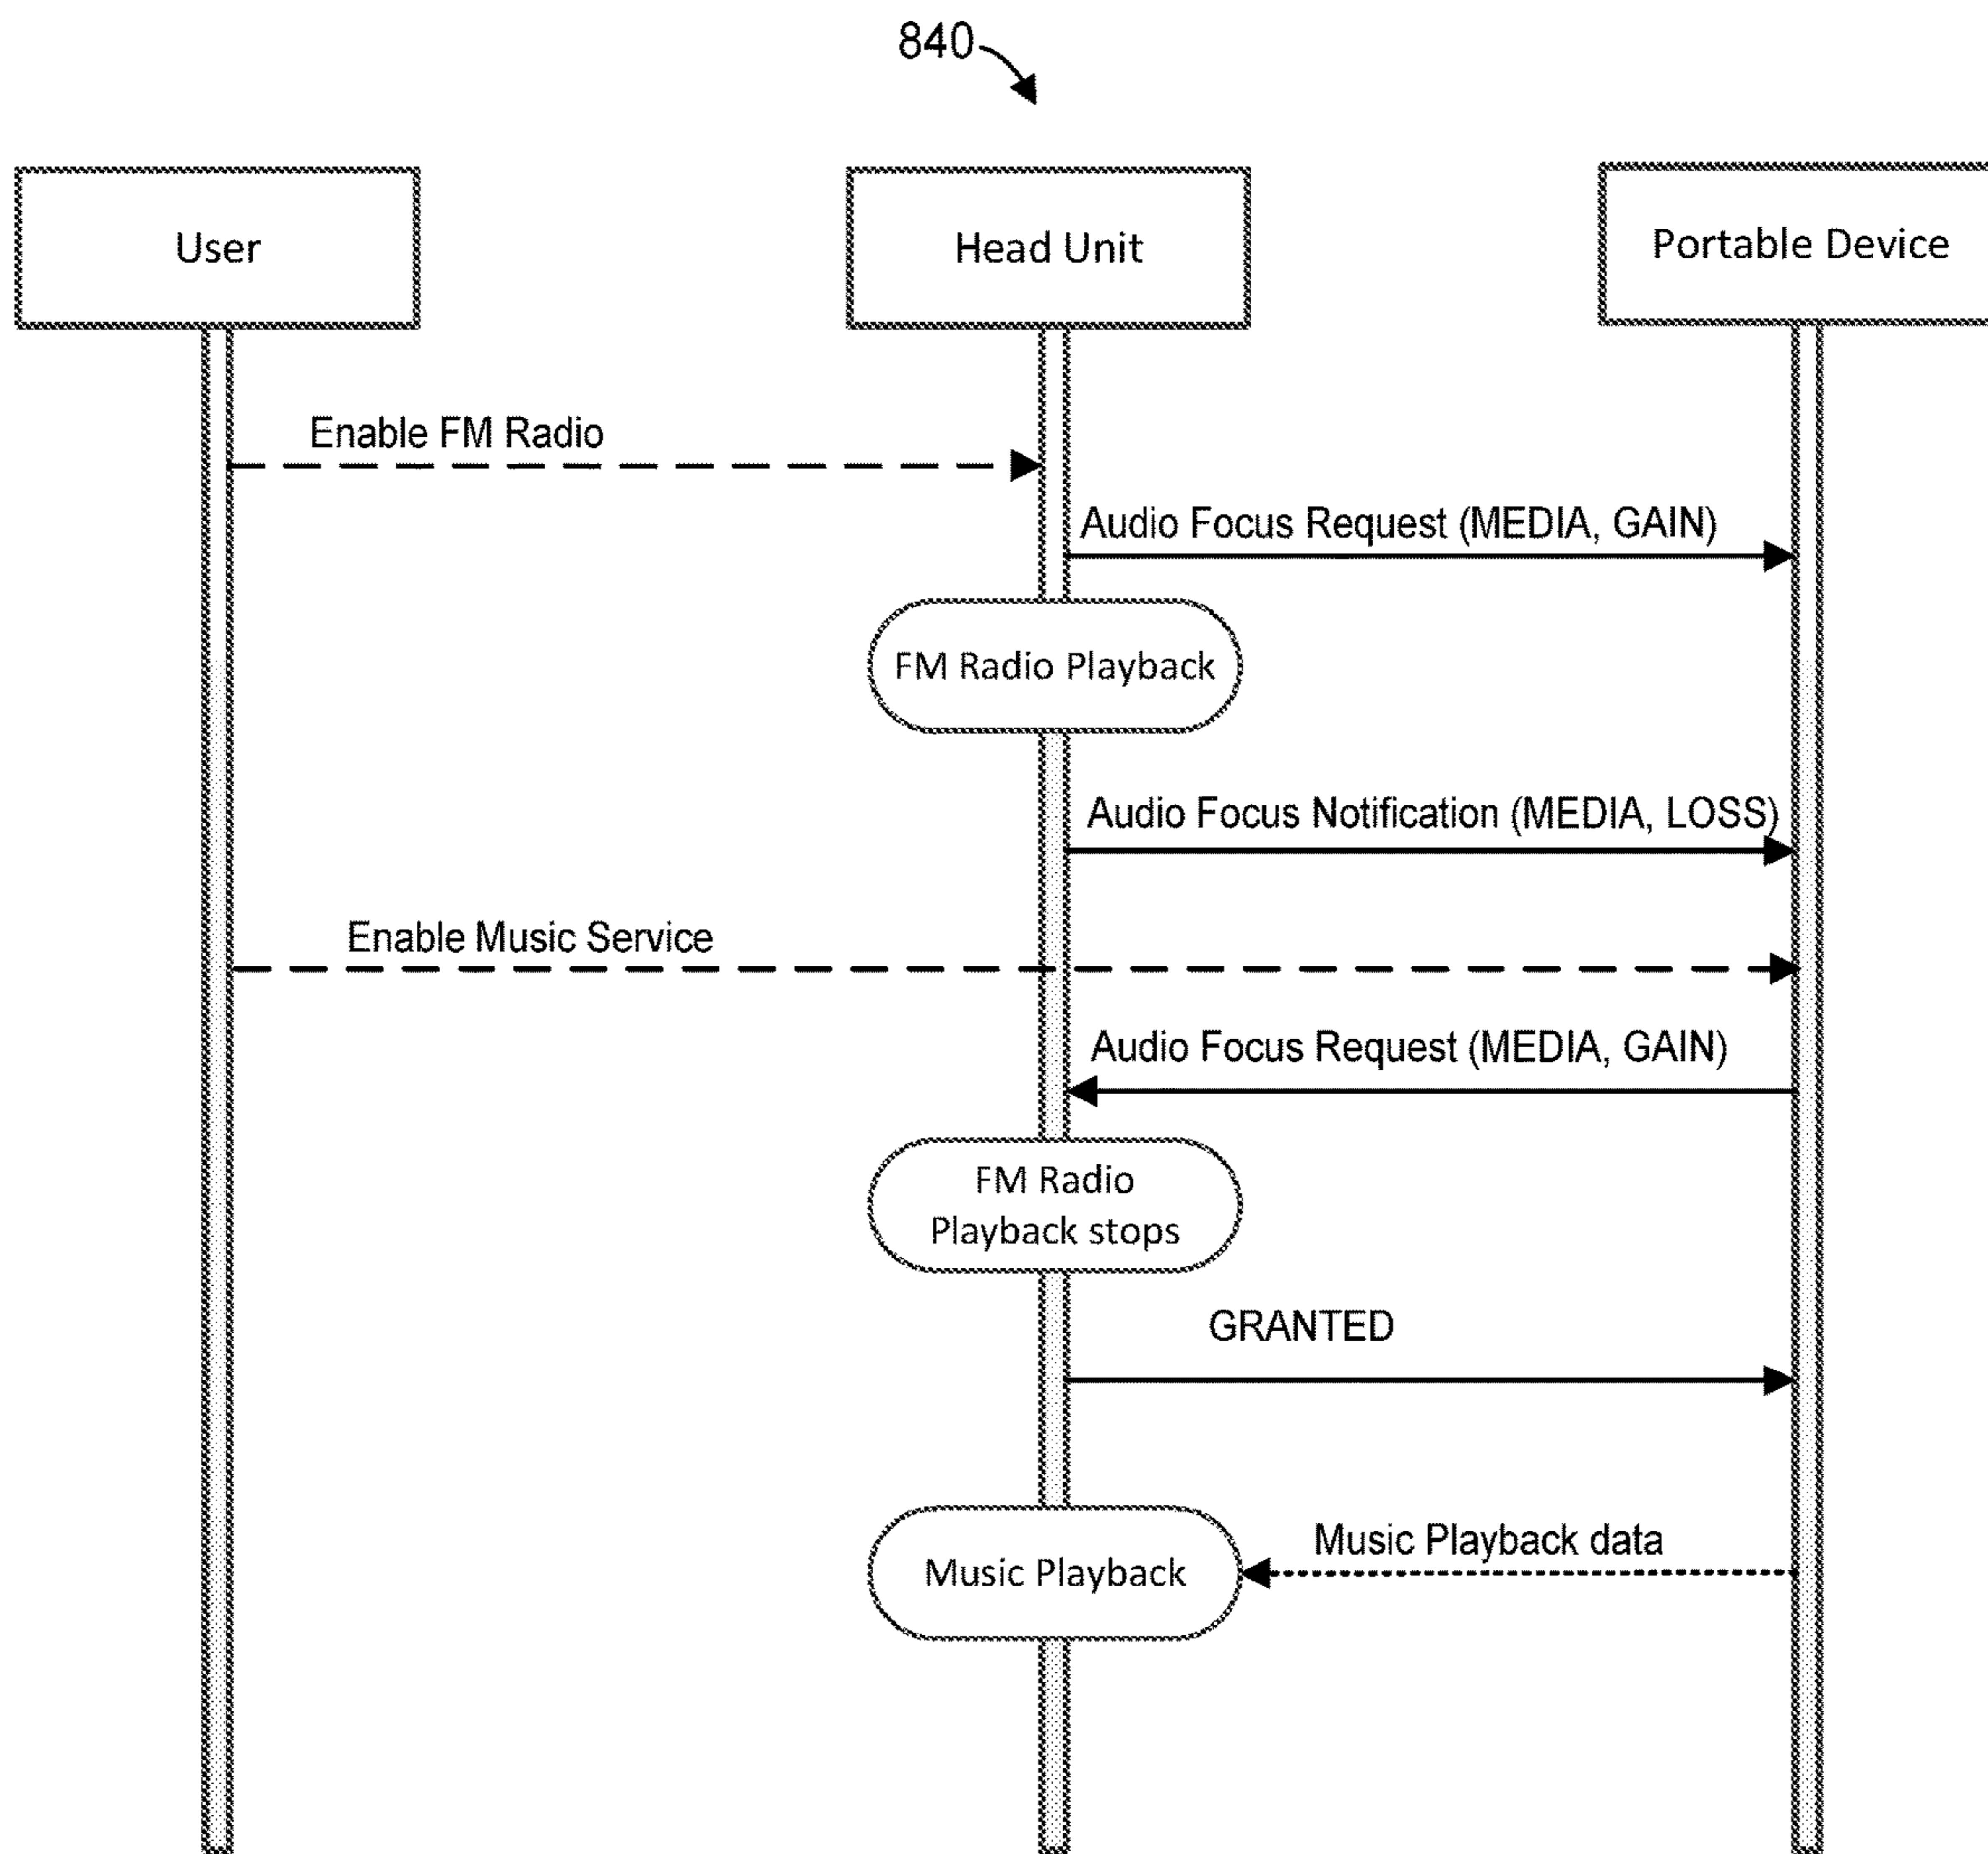 840
User
Head Unit
Portable Device
Enable FM Radio
Audio Focus Request (MEDIA, GAIN)
FM Radio Playback
Audio Focus Notification (MEDIA, LOSS)
Enable Music Service
Audio Focus Request (MEDIA, GAIN)
FM Radio
Playback stops
GRANTED
Music Playback data
Music Playback